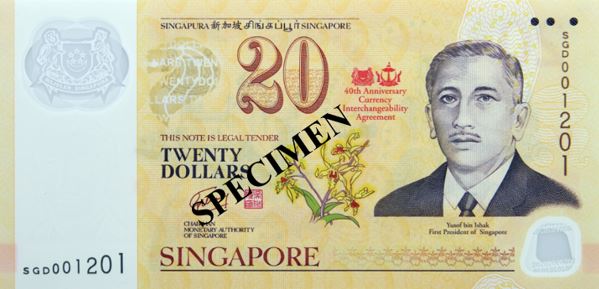 SINGAPURA 新加坡 சிங்கப்பூர் SINGAPORE
20
40th Anniversary
Currency
Interchangeability
Agreement
SGD001201
THIS NOTE IS LEGAL TENDER
TWENTY
DOLLARS
SPECIMEN
CHAIRMAN
MONETARY AUTHORITY
OF SINGAPORE
Yusof bin Ishak
First President of Singapore
SINGAPORE
SGD001201